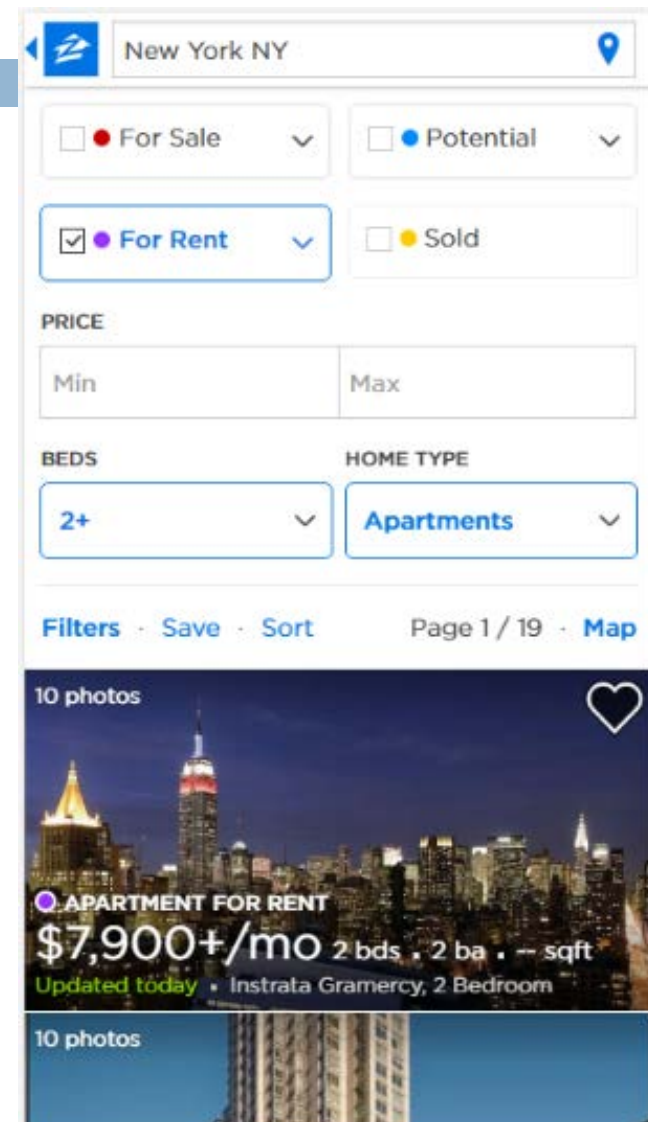 New York NY
For Sale
Potential
For Rent
Sold
PRICE
Min
Max
BEDS
HOME TYPE
2+
Apartments
Filters · Save · Sort
Page 1 / 19 · Map
10 photos
APARTMENT FOR RENT
$7,900+/mo 2 bds . 2 ba . -- sqft
Updated today • Instrata Gramercy, 2 Bedroom
10 photos